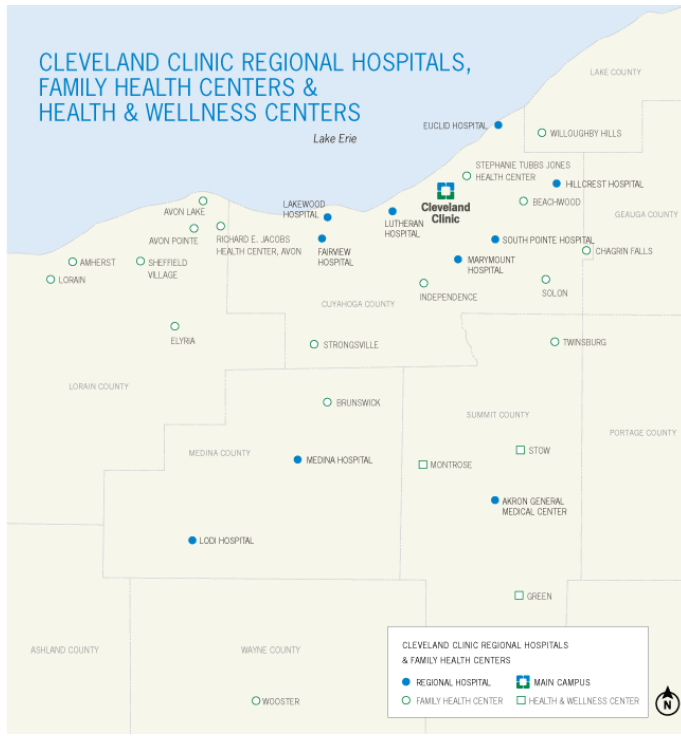 CLEVELAND CLINIC REGIONAL HOSPITALS,
FAMILY HEALTH CENTERS &
HEALTH & WELLNESS CENTERS
Lake Erie
LAKE COUNTY
EUCLID HOSPITAL
WILLOUGHBY HILLS
STEPHANIE TUBBS JONES
HEALTH CENTER
HILLCREST HOSPITAL
Cleveland
Clinic
BEACHWOOD
GEAUGA COUNTY
AVON LAKE
LAKEWOOD
HOSPITAL
LUTHERAN
HOSPITAL
AVON POINTE
RICHARD E. JACOBS
HEALTH CENTER, AVON
FAIRVIEW
HOSPITAL
SOUTH POINTE HOSPITAL
CHAGRIN FALLS
MARYMOUNT
HOSPITAL
AMHERST
SHEFFIELD
VILLAGE
LORAIN
INDEPENDENCE
SOLON
CUYAHOGA COUNTY
ELYRIA
STRONGSVILLE
TWINSBURG
LORAIN COUNTY
BRUNSWICK
SUMMIT COUNTY
PORTAGE COUNTY
MEDINA COUNTY
MEDINA HOSPITAL
STOW
MONTROSE
AKRON GENERAL
MEDICAL CENTER
LODI HOSPITAL
GREEN
ASHLAND COUNTY
WAYNE COUNTY
WOOSTER
CLEVELAND CLINIC REGIONAL HOSPITALS
& FAMILY HEALTH CENTERS
REGIONAL HOSPITAL
MAIN CAMPUS
FAMILY HEALTH CENTER
HEALTH & WELLNESS CENTER
N